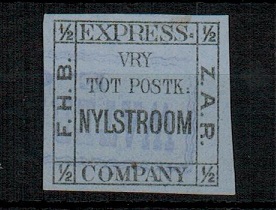 ½ EXPRESS- ½
VRY
TOT POSTK:
NYLSTROOM
F.H.B.
Z.A.R.
½ COMPANY ½